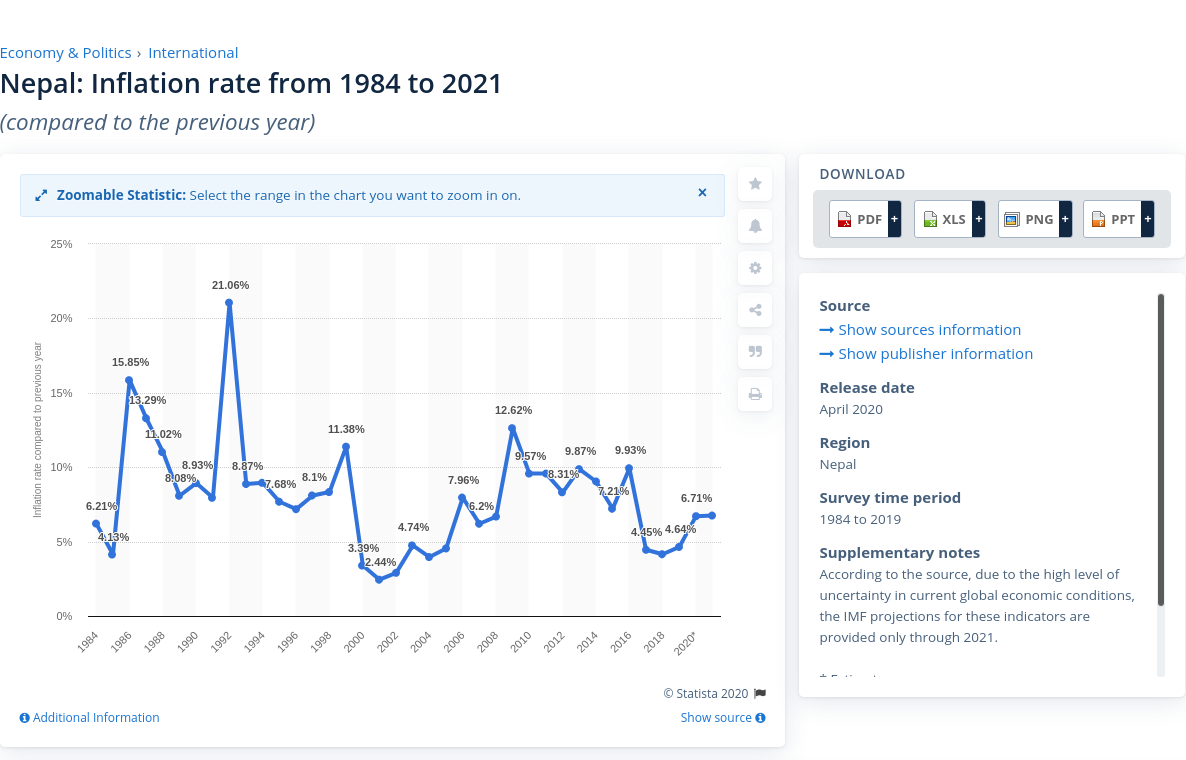 Economy & Politics › International
Nepal: Inflation rate from 1984 to 2021
(compared to the previous year)
Zoomable Statistic: Select the range in the chart you want to zoom in on. ×
Inflation rate compared to previous year
25%
20%
15%
10%
5%
0%
6.21%
4.13%
15.85%
13.29%
11.02%
8.08%
8.93%
21.06%
8.87%
7.68%
8.1%
11.38%
3.39%
2.44%
4.74%
7.96%
6.2%
12.62%
9.57%
8.31%
9.87%
7.21%
9.93%
4.45%
4.64%
6.71%
1984 1986 1988 1990 1992 1994 1996 1998 2000 2002 2004 2006 2008 2010 2012 2014 2016 2018 2020*
© Statista 2020
Additional Information
Show source
DOWNLOAD
PDF + XLS + PNG + PPT +
Source
Show sources information
Show publisher information
Release date
April 2020
Region
Nepal
Survey time period
1984 to 2019
Supplementary notes
According to the source, due to the high level of
uncertainty in current global economic conditions,
the IMF projections for these indicators are
provided only through 2021.